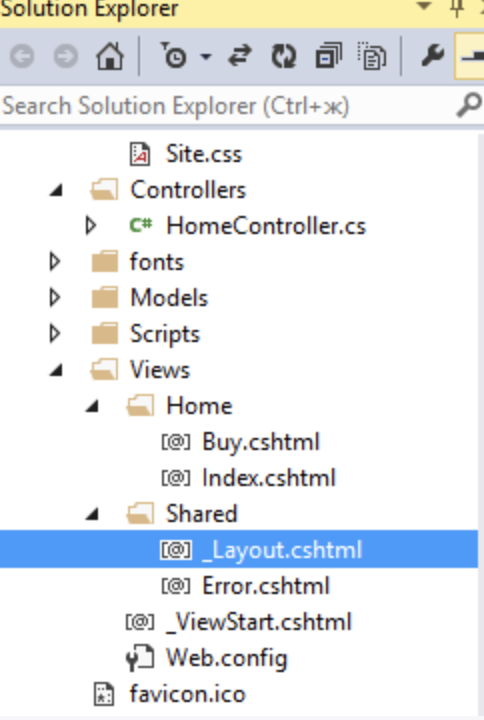 Solution Explorer
Search Solution Explorer (Ctrl+ж)
Site.css
Controllers
C# HomeController.cs
fonts
Models
Scripts
Views
Home
[@] Buy.cshtml
[@] Index.cshtml
Shared
[@] _Layout.cshtml
[@] Error.cshtml
[@] _ViewStart.cshtml
Web.config
favicon.ico